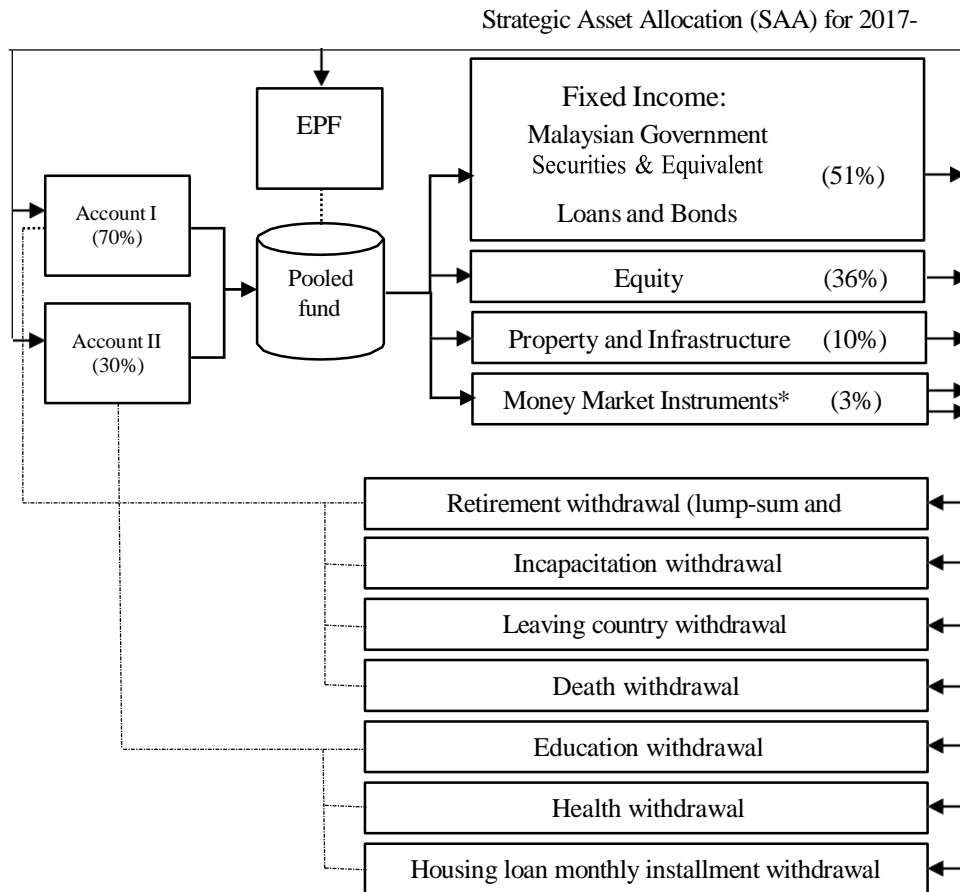 Strategic Asset Allocation (SAA) for 2017-
EPF
Fixed Income:
Malaysian Government
Securities & Equivalent
(51%)
Loans and Bonds
Account I
(70%)
Account II
(30%)
Pooled
fund
Equity (36%)
Property and Infrastructure (10%)
Money Market Instruments* (3%)
Retirement withdrawal (lump-sum and
Incapacitation withdrawal
Leaving country withdrawal
Death withdrawal
Education withdrawal
Health withdrawal
Housing loan monthly installment withdrawal